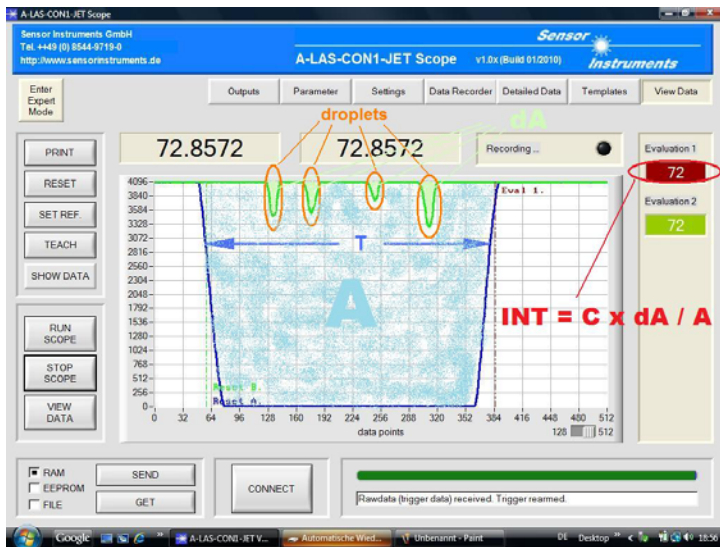 A-LAS-CON1-JET Scope
Sensor Instruments GmbH
Tel. ++49 (0) 8544-9719-0
http://www.sensorinstruments.de
A-LAS-CON1-JET Scope
v1.0x (Build 01/2010)
Sensor
Instruments
Enter
Expert
Mode
Outputs
Parameter
Settings
Data Recorder
Detailed Data
Templates
View Data
droplets
dA
PRINT
RESET
SET REF.
TEACH
SHOW DATA
RUN
SCOPE
STOP
SCOPE
VIEW
DATA
72.8572
72.8572
Recording...
Evaluation 1
72
Evaluation 2
72
4096
3840
3584
3328
3072
2816
2560
2304
2048
1792
1536
1280
1024
768
512
256
0
Eval 1.
T
A
INT = C x dA / A
Reset B.
Reset A.
0 32 64 96 128 160 192 224 256 288 320 352 384 416 448 480 512
data points
128 512
RAM
EEPROM
FILE
SEND
GET
CONNECT
Rawdata (trigger data) received. Trigger rearmed.
Google
A-LAS-CON1-JET V...
Automatische Wied...
Unbenannt - Paint
DE
Desktop
18:56